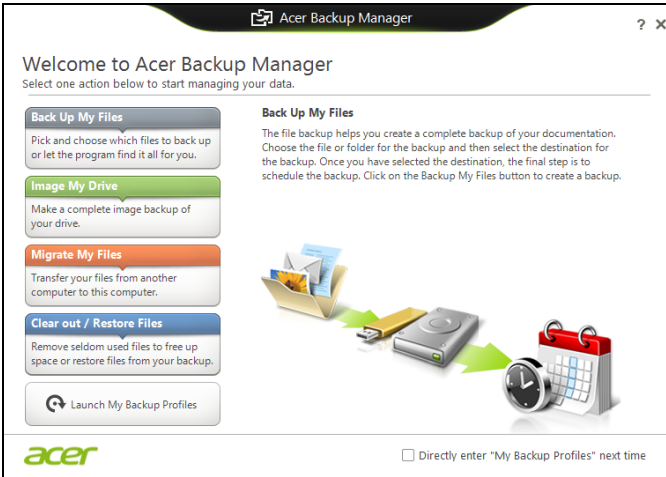 Acer Backup Manager
? X
Welcome to Acer Backup Manager
Select one action below to start managing your data.
Back Up My Files
Pick and choose which files to back up
or let the program find it all for you.
Image My Drive
Make a complete image backup of
your drive.
Migrate My Files
Transfer your files from another
computer to this computer.
Clear out / Restore Files
Remove seldom used files to free up
space or restore files from your backup.
Launch My Backup Profiles
Back Up My Files
The file backup helps you create a complete backup of your documentation.
Choose the file or folder for the backup and then select the destination for
the backup. Once you have selected the destination, the final step is to
schedule the backup. Click on the Backup My Files button to create a backup.
acer
Directly enter "My Backup Profiles" next time